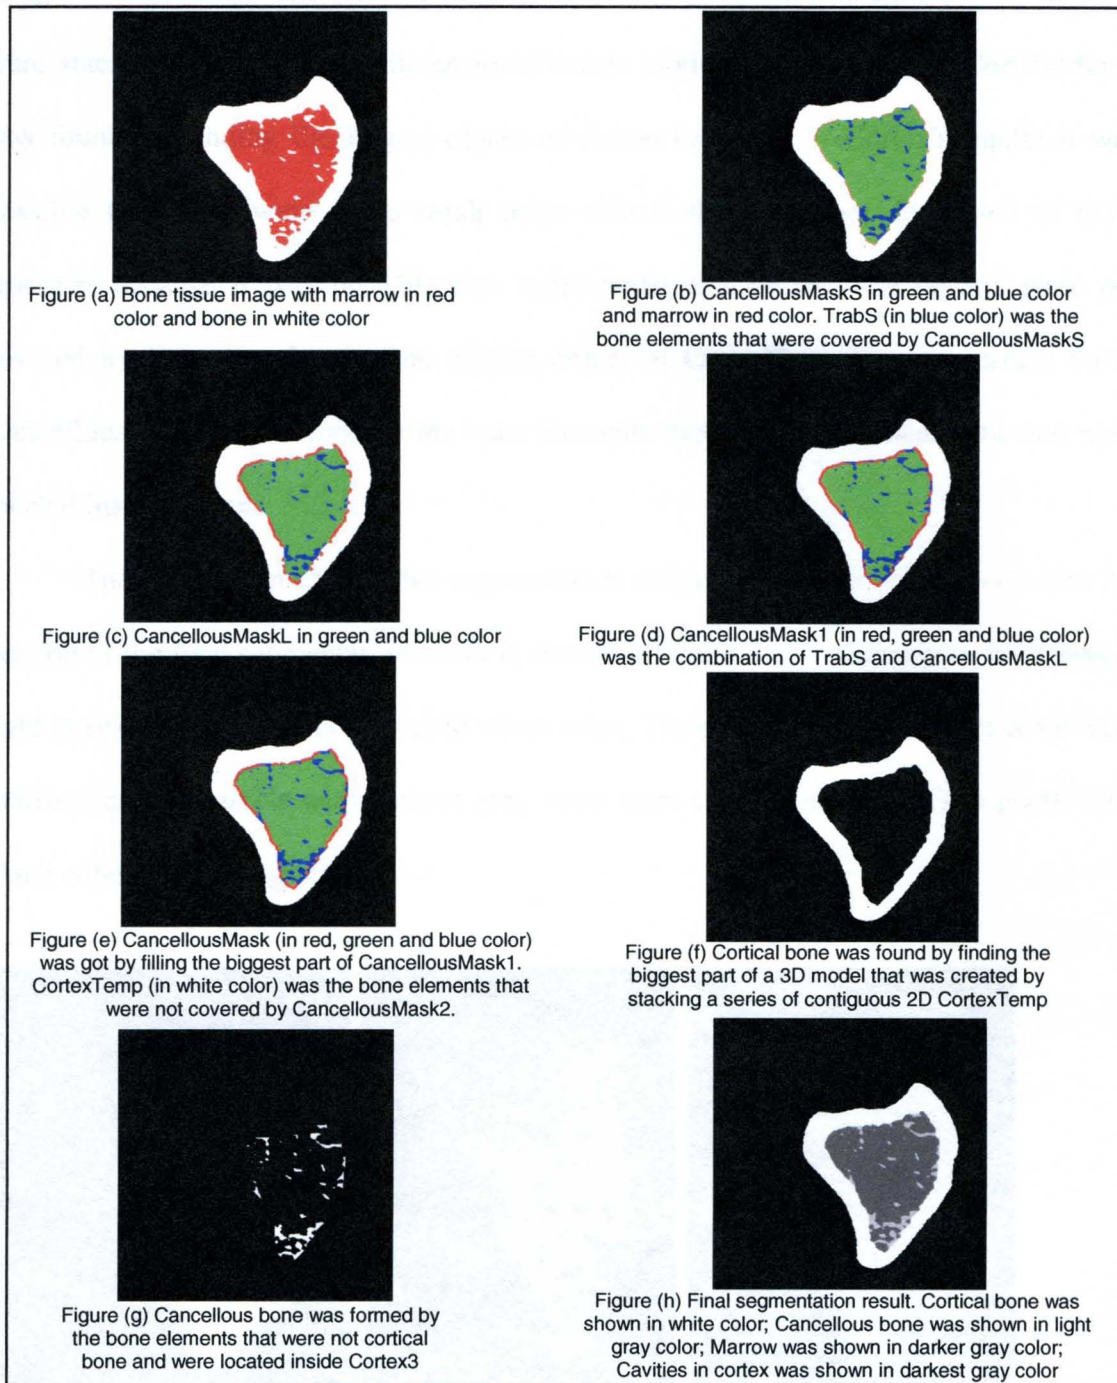 Figure (a) Bone tissue image with marrow in red
color and bone in white color
Figure (b) CancellousMaskS in green and blue color
and marrow in red color. TrabS (in blue color) was the
bone elements that were covered by CancellousMaskS
Figure (c) CancellousMaskL in green and blue color
Figure (d) CancellousMask1 (in red, green and blue color)
was the combination of TrabS and CancellousMaskL
Figure (e) CancellousMask (in red, green and blue color)
was got by filling the biggest part of CancellousMask1.
CortexTemp (in white color) was the bone elements that
were not covered by CancellousMask2.
Figure (f) Cortical bone was found by finding the
biggest part of a 3D model that was created by
stacking a series of contiguous 2D CortexTemp
Figure (g) Cancellous bone was formed by
the bone elements that were not cortical
bone and were located inside Cortex3
Figure (h) Final segmentation result. Cortical bone was
shown in white color; Cancellous bone was shown in light
gray color; Marrow was shown in darker gray color;
Cavities in cortex was shown in darkest gray color